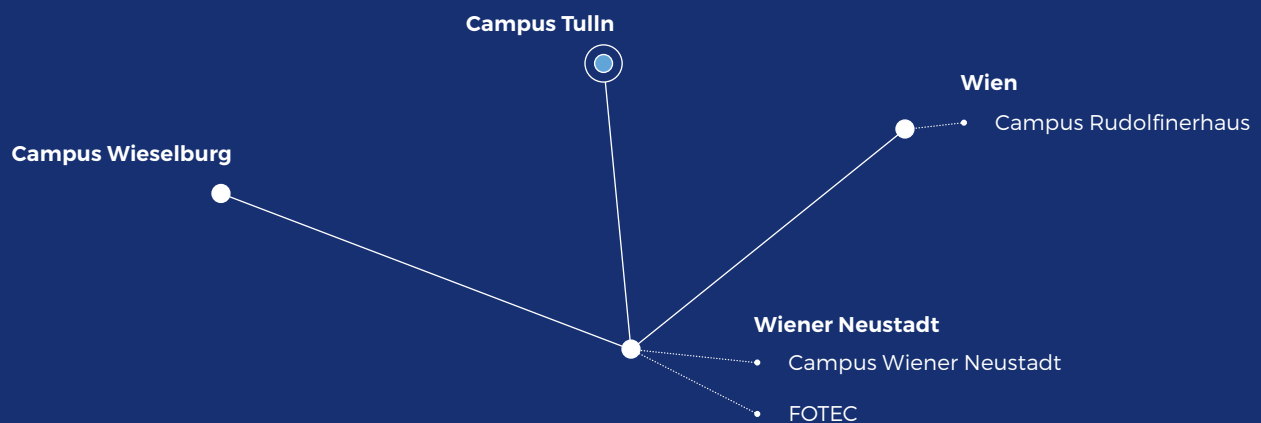 Campus Tulln
Wien
Campus Rudolfinerhaus
Campus Wieselburg
Wiener Neustadt
Campus Wiener Neustadt
FOTEC